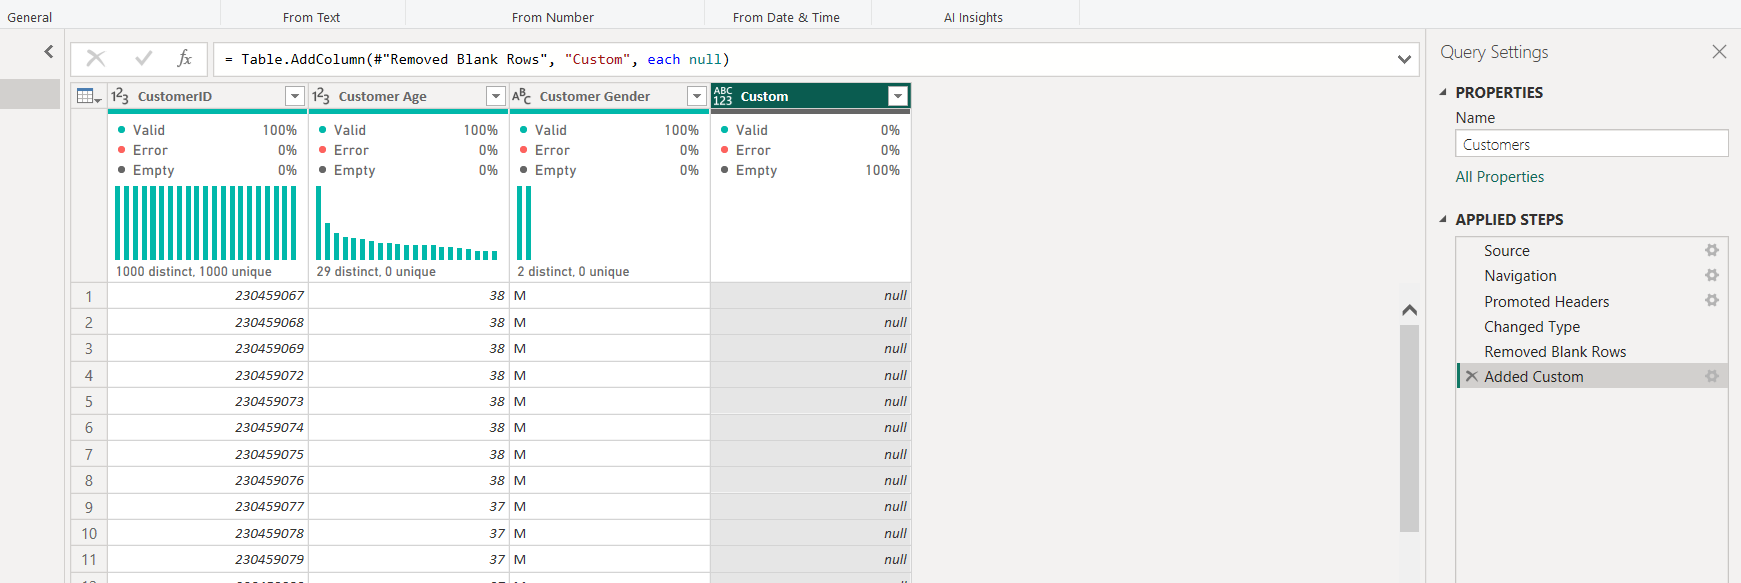 General From Text From Number From Date & Time AI Insights
fx = Table.AddColumn(#"Removed Blank Rows", "Custom", each null)
Query Settings
123 CustomerID 123 Customer Age ABC Customer Gender ABC 123 Custom
PROPERTIES
Name
Customers
All Properties
Valid 100% Valid 100% Valid 100% Valid 0%
Error 0% Error 0% Error 0% Error 0%
Empty 0% Empty 0% Empty 0% Empty 100%
1000 distinct, 1000 unique 29 distinct, 0 unique 2 distinct, 0 unique
APPLIED STEPS
Source
Navigation
Promoted Headers
Changed Type
Removed Blank Rows
Added Custom
1 230459067 38 M null
2 230459068 38 M null
3 230459069 38 M null
4 230459072 38 M null
5 230459073 38 M null
6 230459074 38 M null
7 230459075 38 M null
8 230459076 38 M null
9 230459077 37 M null
10 230459078 37 M null
11 230459079 37 M null